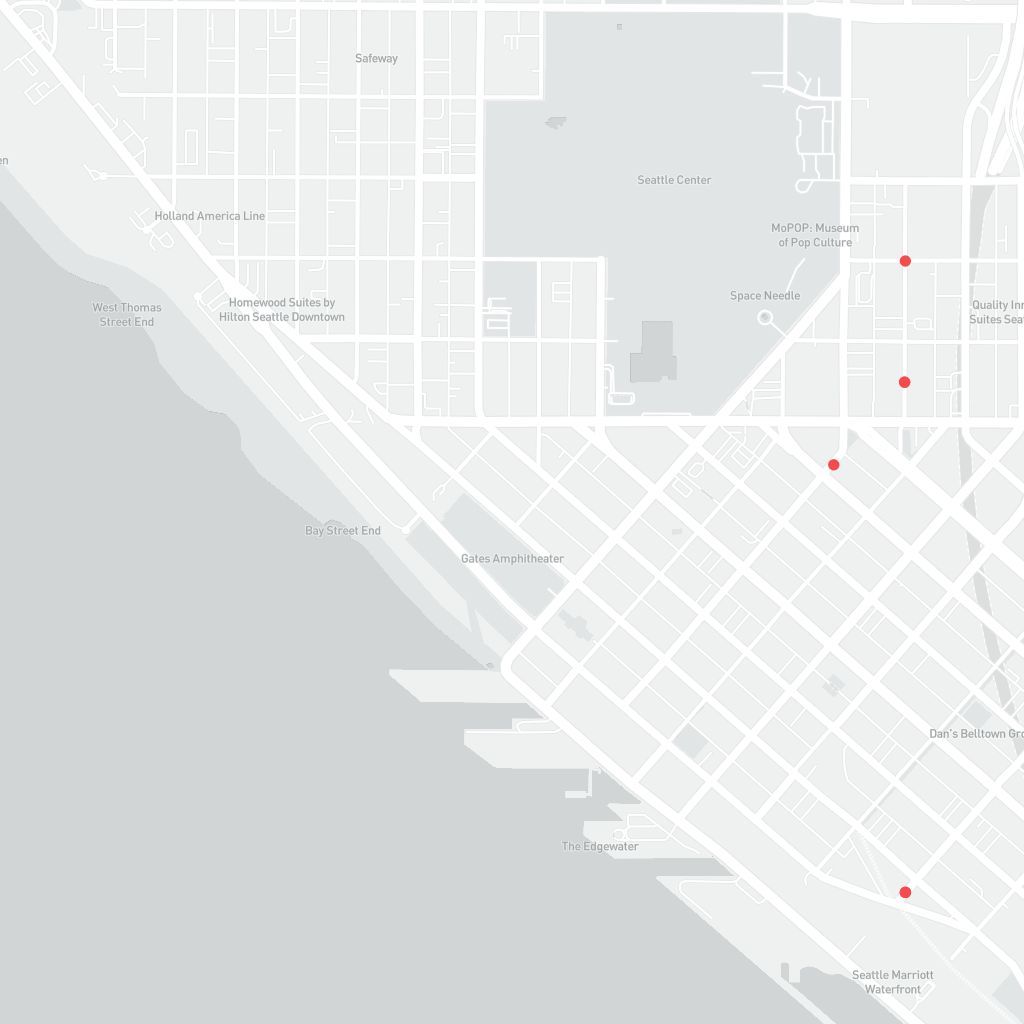 Safeway
en
Seattle Center
Holland America Line
MoPOP: Museum
of Pop Culture
Homewood Suites by
Hilton Seattle Downtown
West Thomas
Street End
Space Needle
Quality Inn
Suites Sea
Bay Street End
Gates Amphitheater
Dan's Belltown Gro
The Edgewater
Seattle Marriott
Waterfront